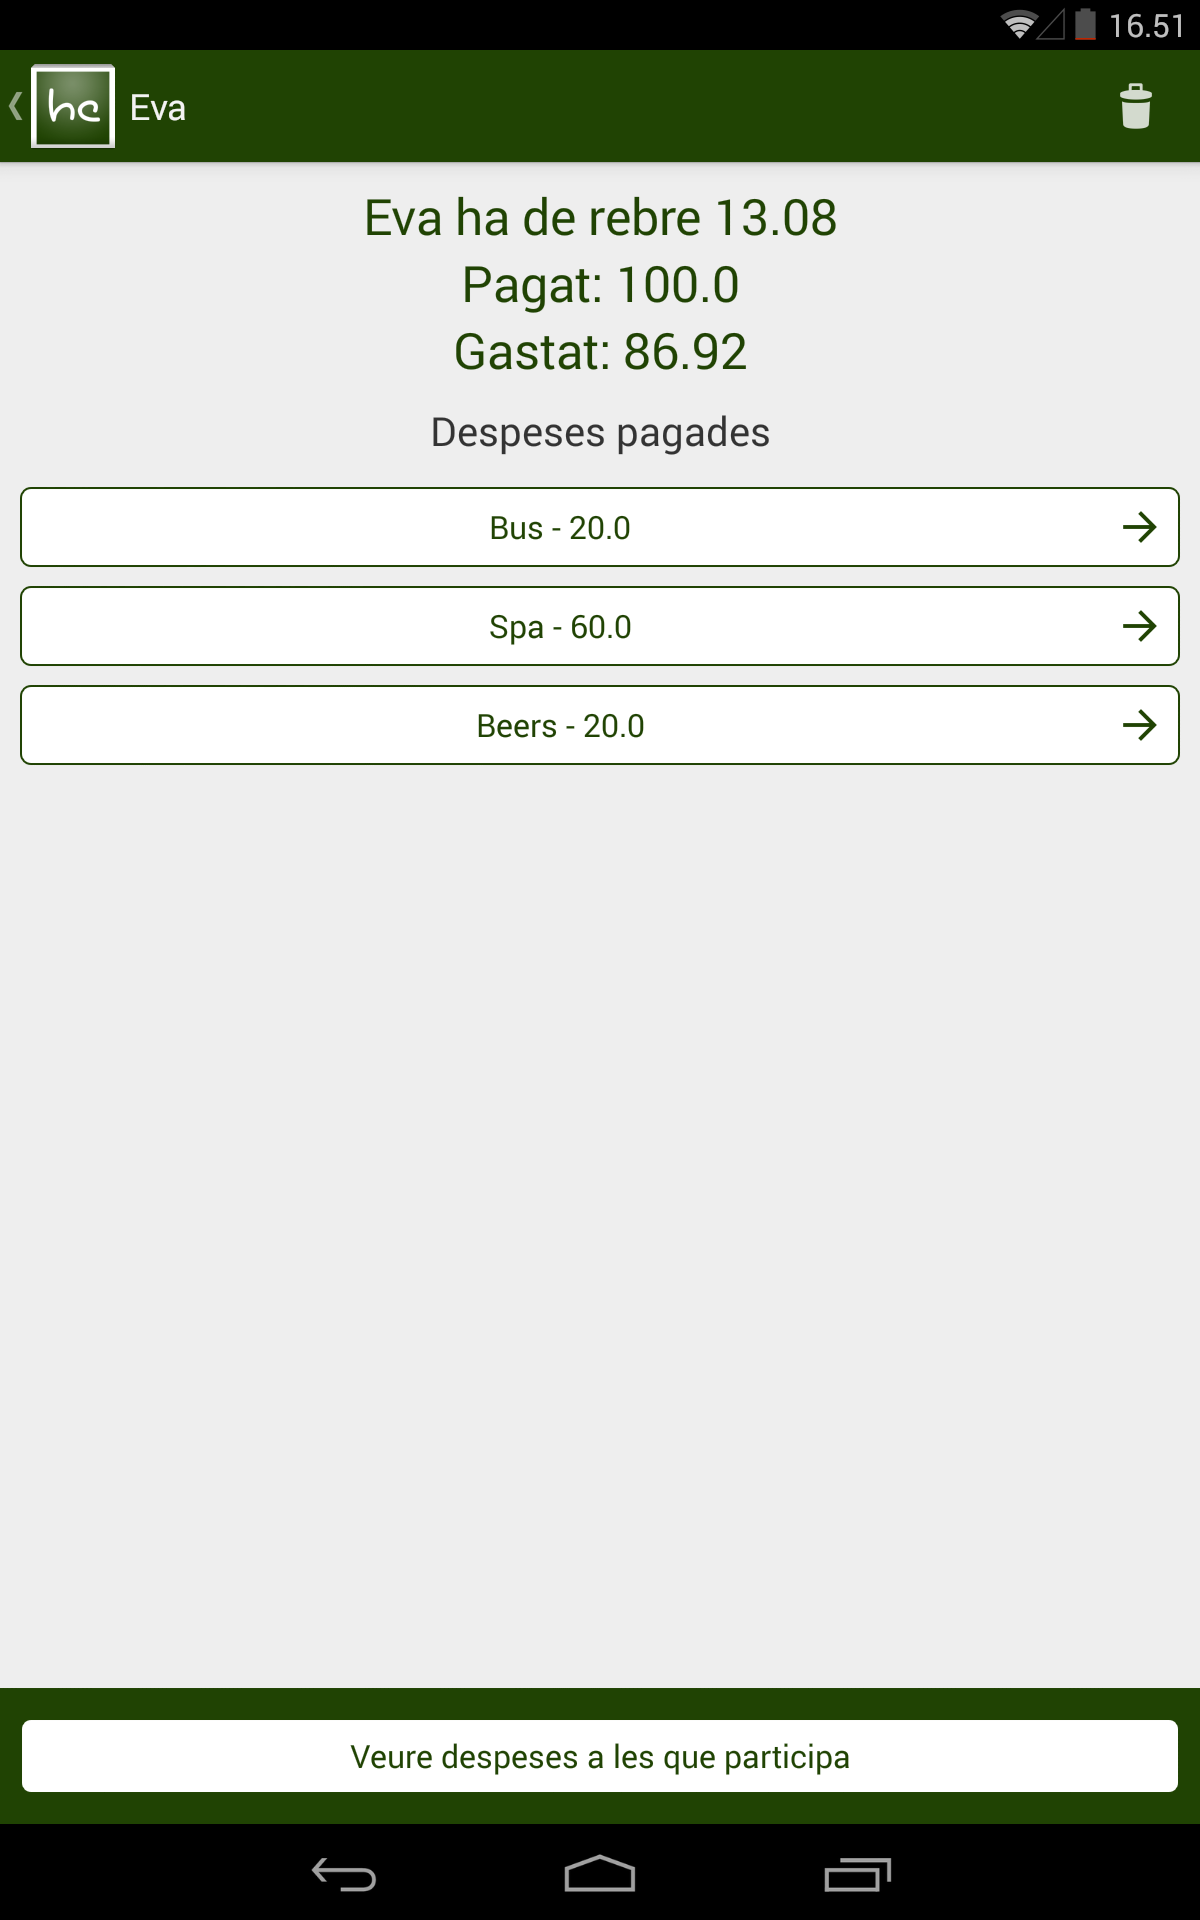 16.51
hc
Eva
Eva ha de rebre 13.08
Pagat: 100.0
Gastat: 86.92
Despeses pagades
Bus - 20.0
Spa - 60.0
Beers - 20.0
Veure despeses a les que participa